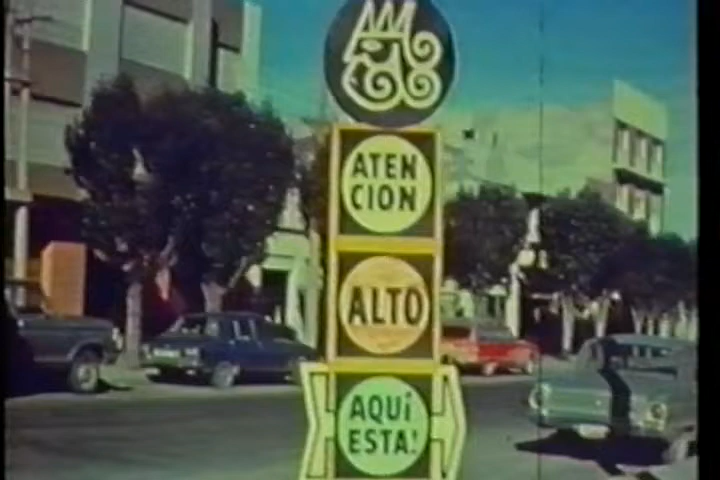 ATEN
CION
ALTO
AQUÍ
ESTA!